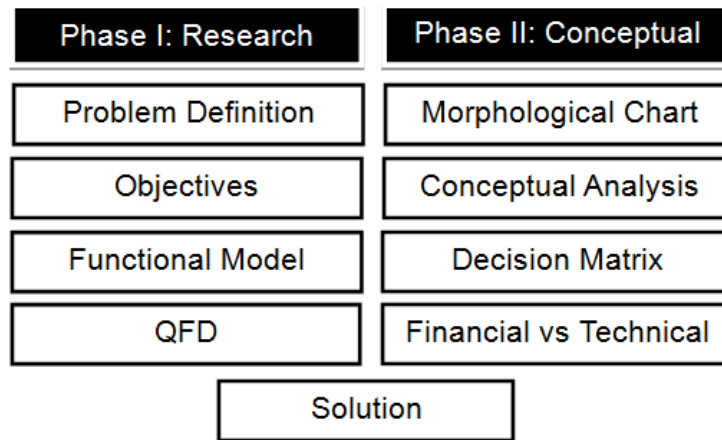 Phase I: Research
Phase II: Conceptual
Problem Definition
Morphological Chart
Objectives
Conceptual Analysis
Functional Model
Decision Matrix
QFD
Financial vs Technical
Solution